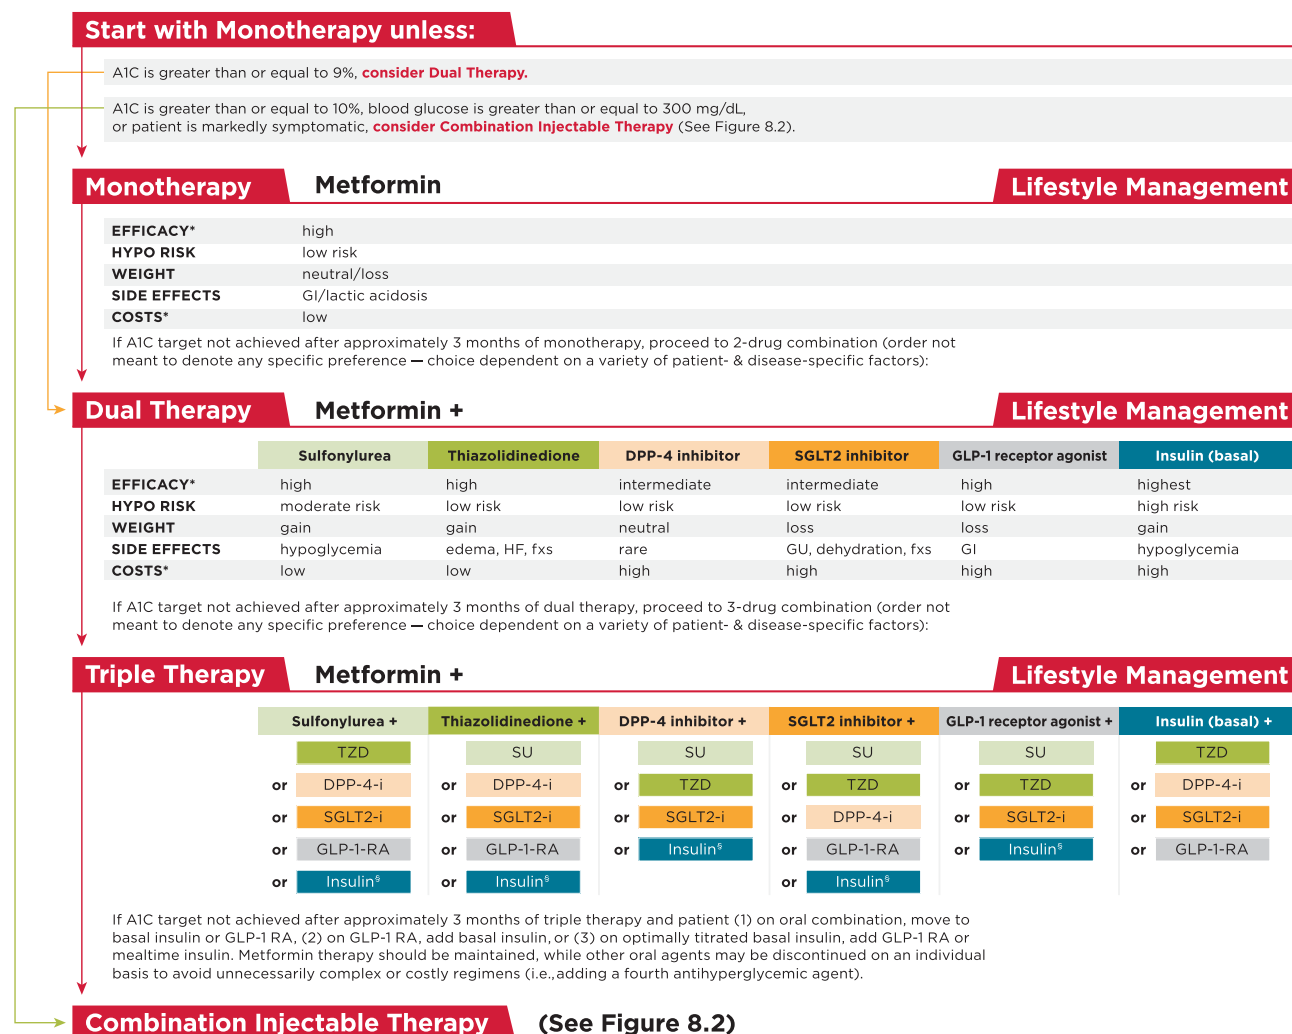 Start with Monotherapy unless:
A1C is greater than or equal to 9%, consider Dual Therapy.
A1C is greater than or equal to 10%, blood glucose is greater than or equal to 300 mg/dL,
or patient is markedly symptomatic, consider Combination Injectable Therapy (See Figure 8.2).
Monotherapy Metformin Lifestyle Management
EFFICACY* high
HYPO RISK low risk
WEIGHT neutral/loss
SIDE EFFECTS GI/lactic acidosis
COSTS* low
If A1C target not achieved after approximately 3 months of monotherapy, proceed to 2-drug combination (order not
meant to denote any specific preference — choice dependent on a variety of patient- & disease-specific factors):
Dual Therapy Metformin + Lifestyle Management
Sulfonylurea Thiazolidinedione DPP-4 inhibitor SGLT2 inhibitor GLP-1 receptor agonist Insulin (basal)
EFFICACY* high high intermediate intermediate high highest
HYPO RISK moderate risk low risk low risk low risk low risk high risk
WEIGHT gain gain neutral loss loss gain
SIDE EFFECTS hypoglycemia edema, HF, fxs rare GU, dehydration, fxs GI hypoglycemia
COSTS* low low high high high high
If A1C target not achieved after approximately 3 months of dual therapy, proceed to 3-drug combination (order not
meant to denote any specific preference — choice dependent on a variety of patient- & disease-specific factors):
Triple Therapy Metformin + Lifestyle Management
Sulfonylurea + Thiazolidinedione + DPP-4 inhibitor + SGLT2 inhibitor + GLP-1 receptor agonist + Insulin (basal) +
TZD SU SU SU SU TZD
or DPP-4-i or DPP-4-i or TZD or TZD or TZD or DPP-4-i
or SGLT2-i or SGLT2-i or SGLT2-i or DPP-4-i or SGLT2-i or SGLT2-i
or GLP-1-RA or GLP-1-RA or Insulin§ or GLP-1-RA or Insulin§ or GLP-1-RA
or Insulin§ or Insulin§ or Insulin§
If A1C target not achieved after approximately 3 months of triple therapy and patient (1) on oral combination, move to
basal insulin or GLP-1 RA, (2) on GLP-1 RA, add basal insulin, or (3) on optimally titrated basal insulin, add GLP-1 RA or
mealtime insulin. Metformin therapy should be maintained, while other oral agents may be discontinued on an individual
basis to avoid unnecessarily complex or costly regimens (i.e., adding a fourth antihyperglycemic agent).
Combination Injectable Therapy (See Figure 8.2)